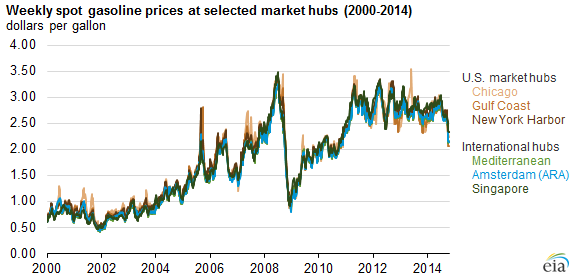 Weekly spot gasoline prices at selected market hubs (2000-2014)
dollars per gallon
4.00
3.50
3.00
2.50
2.00
1.50
1.00
0.50
0.00
2000 2002 2004 2006 2008 2010 2012 2014
U.S. market hubs
Chicago
Gulf Coast
New York Harbor
International hubs
Mediterranean
Amsterdam (ARA)
Singapore
eia